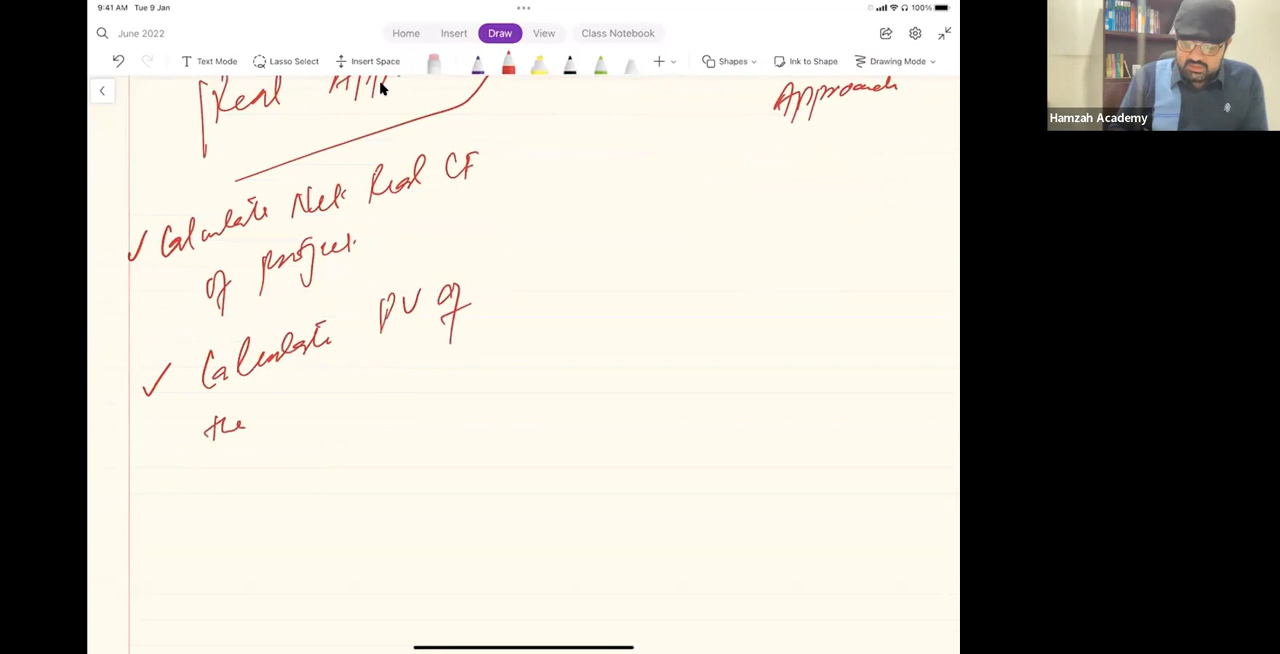 9:41 AM Tue 9 Jan
100%
June 2022
Home Insert Draw View Class Notebook
Text Mode Lasso Select Insert Space Shapes Ink to Shape Drawing Mode
Real App
Approach
Calculate Net Real CF
of project.
Calculate PV of
the
Hamzah Academy